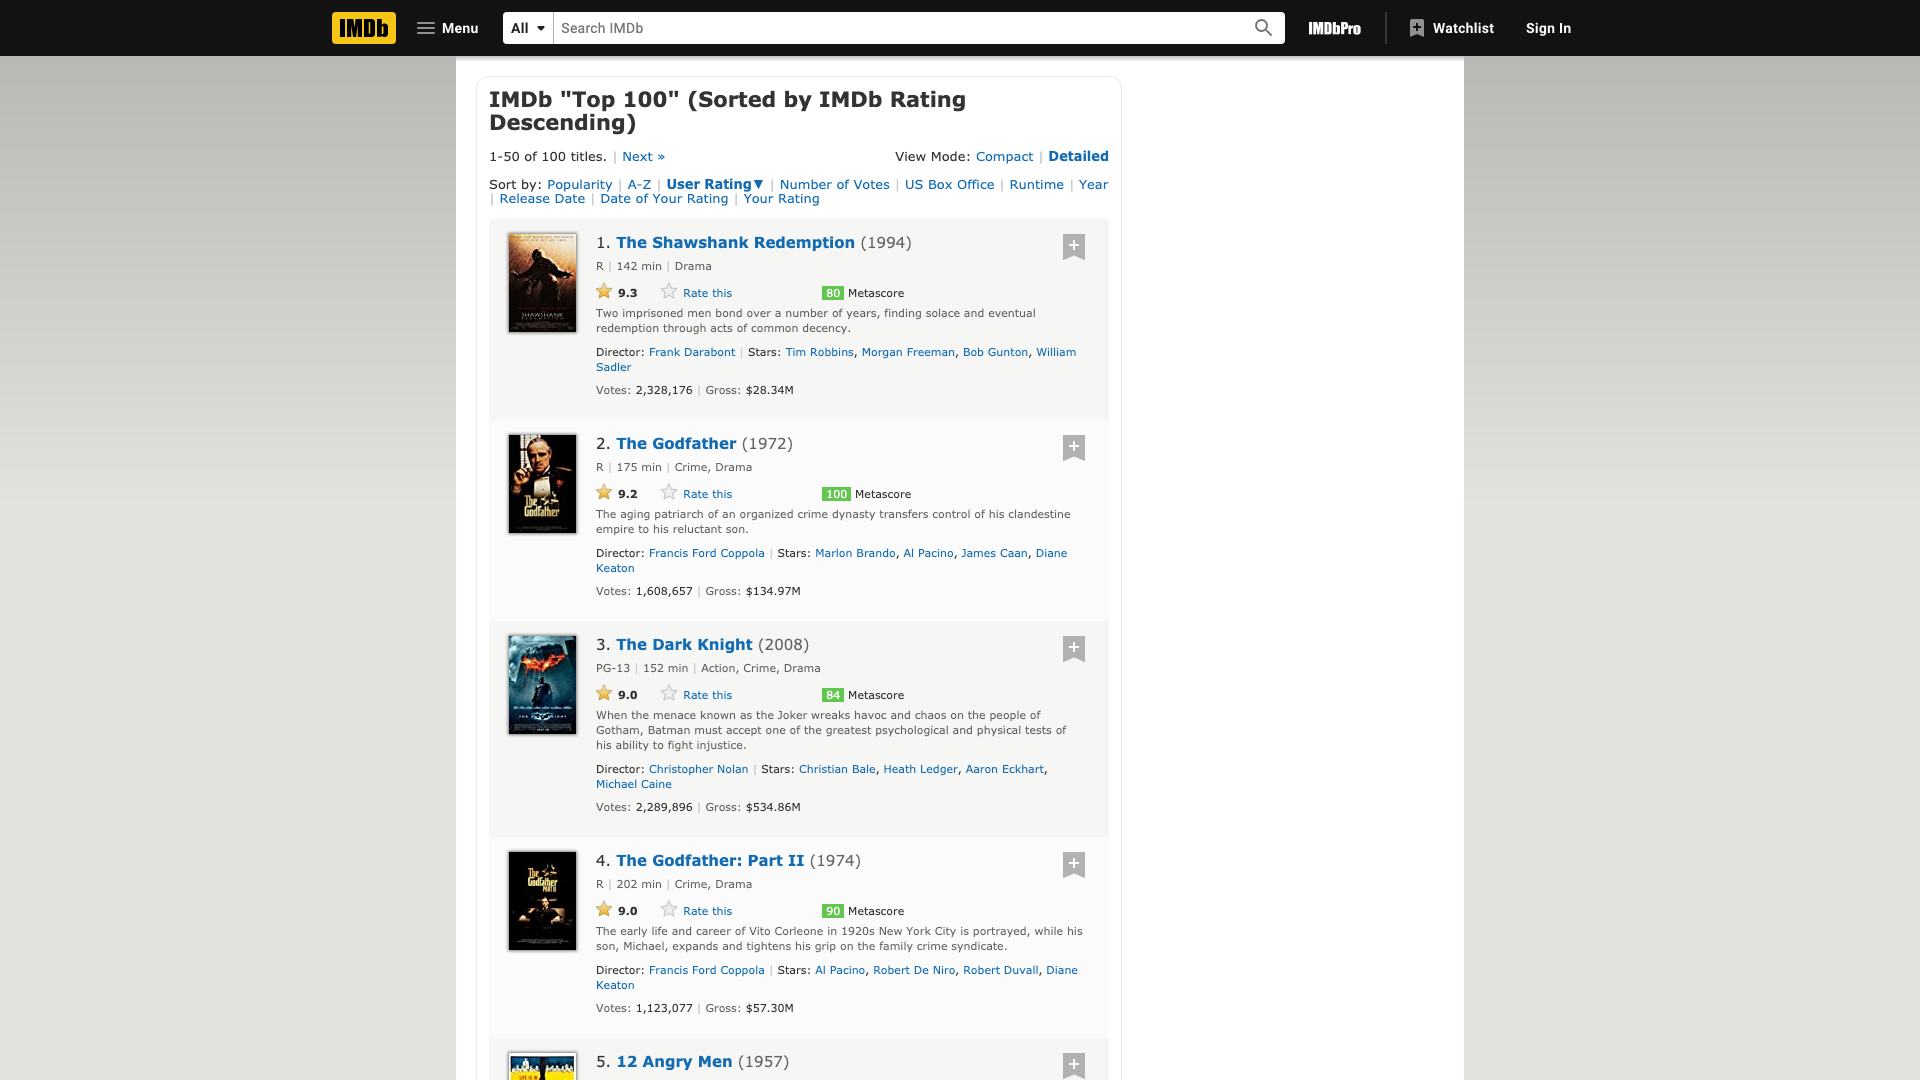 IMDb Menu All Search IMDb IMDbPro Watchlist Sign In
IMDb "Top 100" (Sorted by IMDb Rating
Descending)
1-50 of 100 titles. | Next » View Mode: Compact | Detailed
Sort by: Popularity | A-Z | User Rating▼ | Number of Votes | US Box Office | Runtime | Year
| Release Date | Date of Your Rating | Your Rating
1. The Shawshank Redemption (1994)
R | 142 min | Drama
9.3 Rate this 80 Metascore
Two imprisoned men bond over a number of years, finding solace and eventual
redemption through acts of common decency.
Director: Frank Darabont | Stars: Tim Robbins, Morgan Freeman, Bob Gunton, William
Sadler
Votes: 2,328,176 | Gross: $28.34M
SHAWSHANK
2. The Godfather (1972)
R | 175 min | Crime, Drama
9.2 Rate this 100 Metascore
The aging patriarch of an organized crime dynasty transfers control of his clandestine
empire to his reluctant son.
Director: Francis Ford Coppola | Stars: Marlon Brando, Al Pacino, James Caan, Diane
Keaton
Votes: 1,608,657 | Gross: $134.97M
The
Godfather
3. The Dark Knight (2008)
PG-13 | 152 min | Action, Crime, Drama
9.0 Rate this 84 Metascore
When the menace known as the Joker wreaks havoc and chaos on the people of
Gotham, Batman must accept one of the greatest psychological and physical tests of
his ability to fight injustice.
Director: Christopher Nolan | Stars: Christian Bale, Heath Ledger, Aaron Eckhart,
Michael Caine
Votes: 2,289,896 | Gross: $534.86M
4. The Godfather: Part II (1974)
R | 202 min | Crime, Drama
9.0 Rate this 90 Metascore
The early life and career of Vito Corleone in 1920s New York City is portrayed, while his
son, Michael, expands and tightens his grip on the family crime syndicate.
Director: Francis Ford Coppola | Stars: Al Pacino, Robert De Niro, Robert Duvall, Diane
Keaton
Votes: 1,123,077 | Gross: $57.30M
The
Godfather
PART II
5. 12 Angry Men (1957)